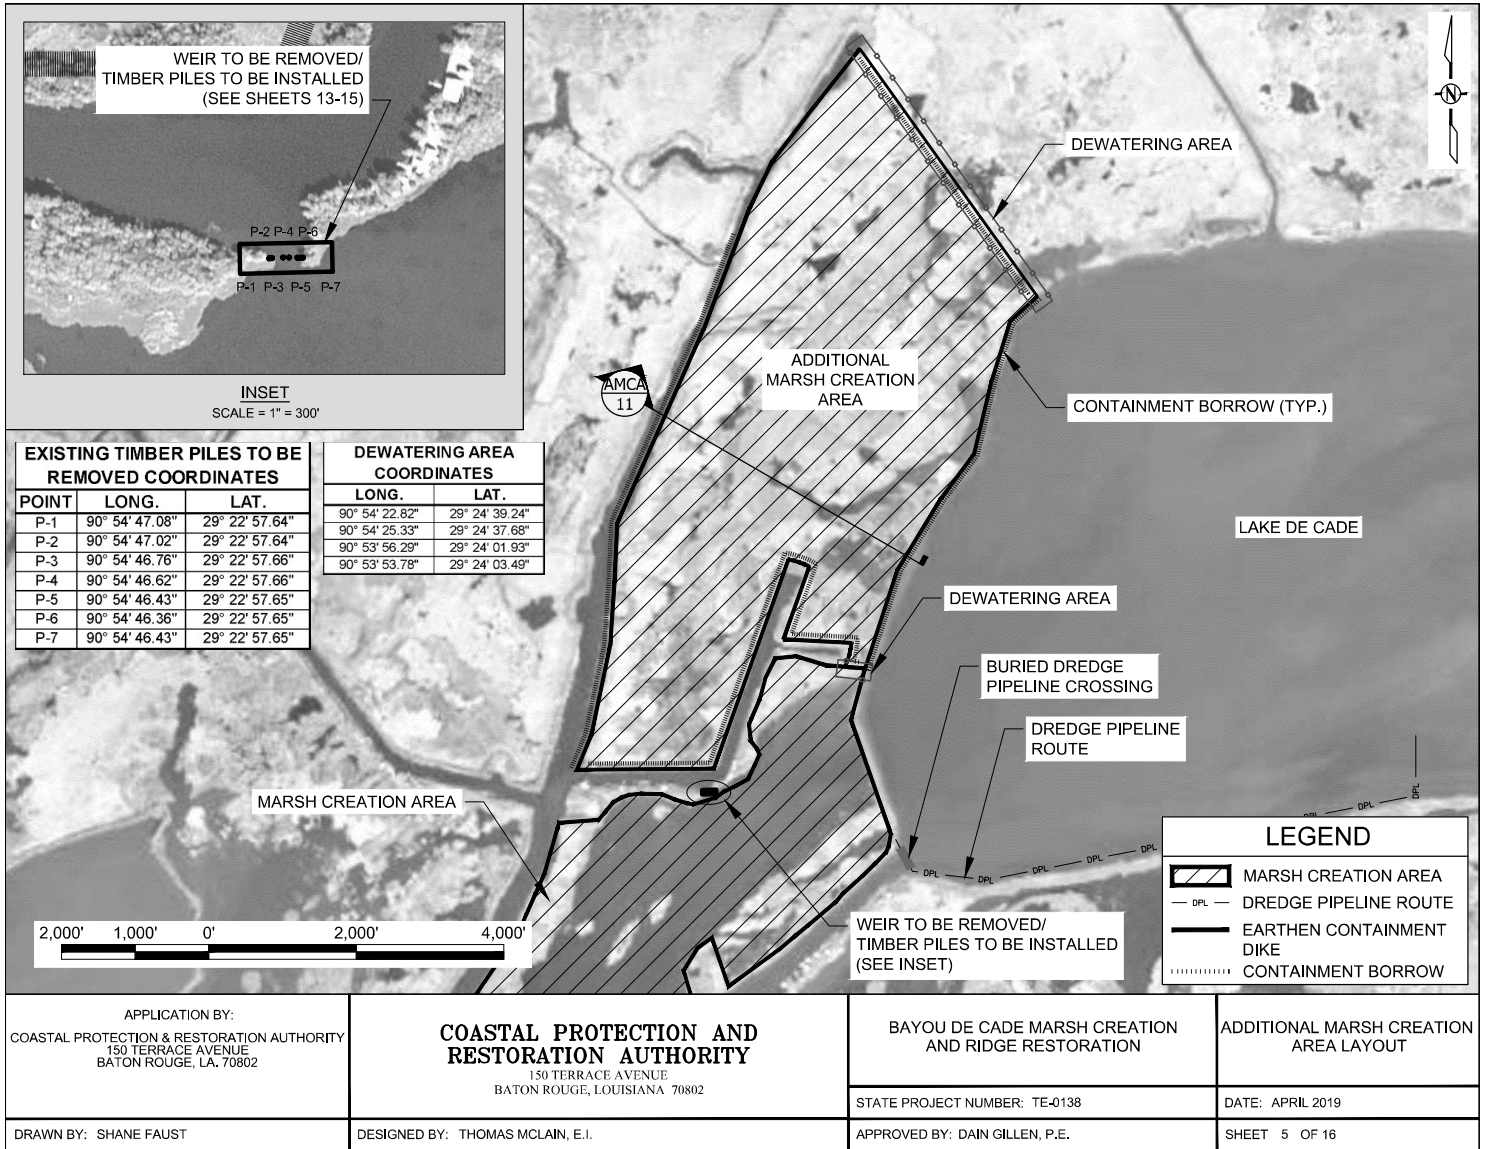 WEIR TO BE REMOVED/
TIMBER PILES TO BE INSTALLED
(SEE SHEETS 13-15)
P-2 P-4 P-6
P-1 P-3 P-5 P-7
INSET
SCALE = 1" = 300'
EXISTING TIMBER PILES TO BE
REMOVED COORDINATES
POINT LONG. LAT.
P-1 90° 54' 47.08" 29° 22' 57.64"
P-2 90° 54' 47.02" 29° 22' 57.64"
P-3 90° 54' 46.76" 29° 22' 57.66"
P-4 90° 54' 46.62" 29° 22' 57.66"
P-5 90° 54' 46.43" 29° 22' 57.65"
P-6 90° 54' 46.36" 29° 22' 57.65"
P-7 90° 54' 46.43" 29° 22' 57.65"
DEWATERING AREA
COORDINATES
LONG. LAT.
90° 54' 22.82" 29° 24' 39.24"
90° 54' 25.33" 29° 24' 37.68"
90° 53' 56.29" 29° 24' 01.93"
90° 53' 53.78" 29° 24' 03.49"
N
DEWATERING AREA
ADDITIONAL
MARSH CREATION
AREA
AMCA
11
CONTAINMENT BORROW (TYP.)
LAKE DE CADE
DEWATERING AREA
BURIED DREDGE
PIPELINE CROSSING
DREDGE PIPELINE
ROUTE
MARSH CREATION AREA
DPL
DPL
DPL
DPL
DPL
DPL
DPL
DPL
WEIR TO BE REMOVED/
TIMBER PILES TO BE INSTALLED
(SEE INSET)
2,000' 1,000' 0' 2,000' 4,000'
LEGEND
MARSH CREATION AREA
DPL DREDGE PIPELINE ROUTE
EARTHEN CONTAINMENT
DIKE
CONTAINMENT BORROW
APPLICATION BY:
COASTAL PROTECTION & RESTORATION AUTHORITY
150 TERRACE AVENUE
BATON ROUGE, LA. 70802
COASTAL PROTECTION AND
RESTORATION AUTHORITY
150 TERRACE AVENUE
BATON ROUGE, LOUISIANA 70802
BAYOU DE CADE MARSH CREATION
AND RIDGE RESTORATION
ADDITIONAL MARSH CREATION
AREA LAYOUT
STATE PROJECT NUMBER: TE-0138
DATE: APRIL 2019
DRAWN BY: SHANE FAUST
DESIGNED BY: THOMAS MCLAIN, E.I.
APPROVED BY: DAIN GILLEN, P.E.
SHEET 5 OF 16